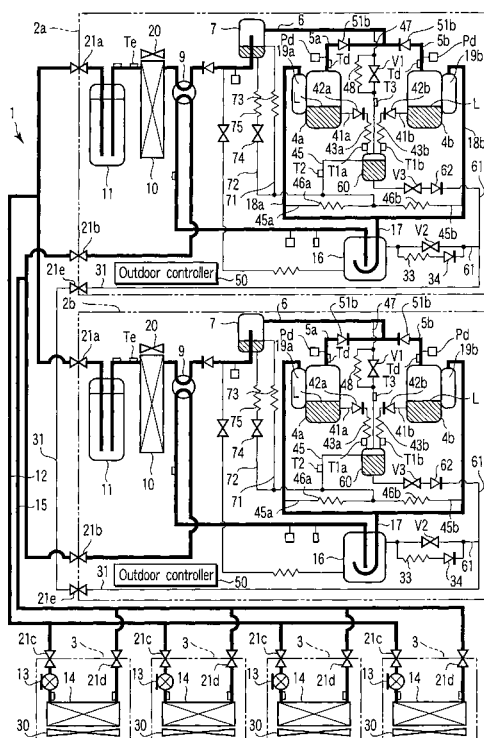 2a 21a Te 20 9 7 6 5a 51b 47 51b 5b
Pd 19a V1 Td Pd 19b
1
73 75 74 72 71 18a
4a 42a 48 Td T3 42b L 4b 18b
L 41a 43a 45 T2 T1a 41b 43b T1b 61
60 V3 62
46a 45a 46b 45b
11 10
21b 17 V2
16 33 34 61
21e 31
Outdoor controller
50
2b 21a Te 20 9 7 6 5a 51b 47 51b 5b
Pd 19a V1 Td Pd 19b
31
73 75 74 72 71 18a
4a 42a 48 Td T3 42b L 4b 18b
L 41a 43a 45 T2 T1a 41b 43b T1b 61
60 V3 62
46a 45a 46b 45b
12
15
11 10
21b 17 V2
16 33 34 61
Outdoor controller
50
21e 31
21c 3 21c 3 21c 3 21c 3
13 14 21d 13 14 21d 13 14 21d 13 14 21d
30 30 30 30